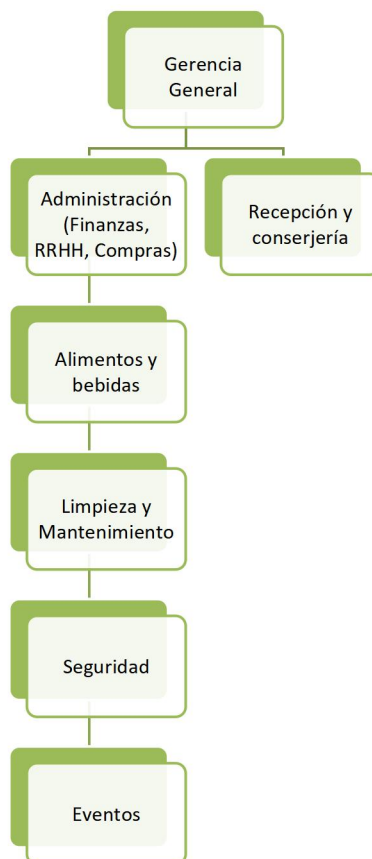 Gerencia
General
Administración
(Finanzas,
RRHH, Compras)
Recepción y
conserjería
Alimentos y
bebidas
Limpieza y
Mantenimiento
Seguridad
Eventos